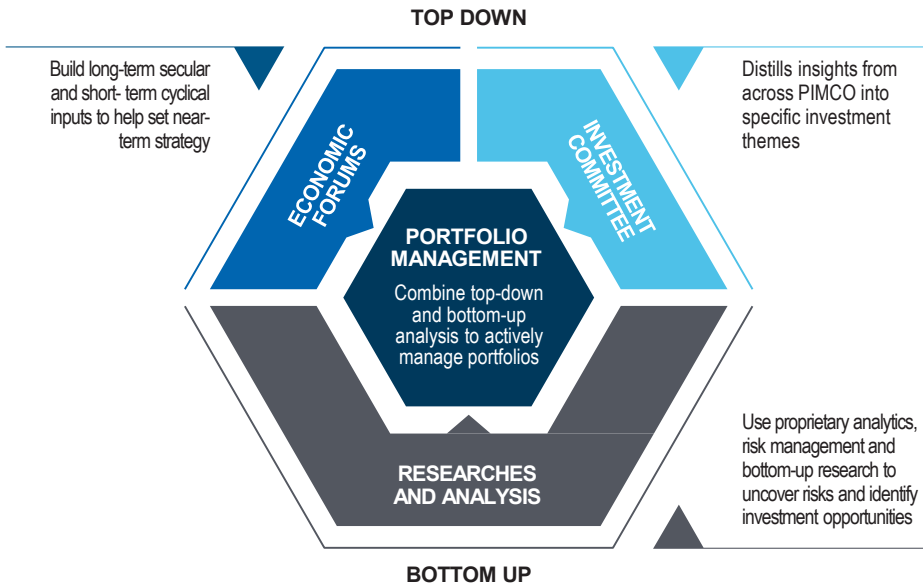 TOP DOWN
Build long-term secular
and short- term cyclical
inputs to help set near-
term strategy
Distills insights from
across PIMCO into
specific investment
themes
ECONOMIC
FORUMS
INVESTMENT
COMMITTEE
PORTFOLIO
MANAGEMENT
Combine top-down
and bottom-up
analysis to actively
manage portfolios
RESEARCHES
AND ANALYSIS
Use proprietary analytics,
risk management and
bottom-up research to
uncover risks and identify
investment opportunities
BOTTOM UP